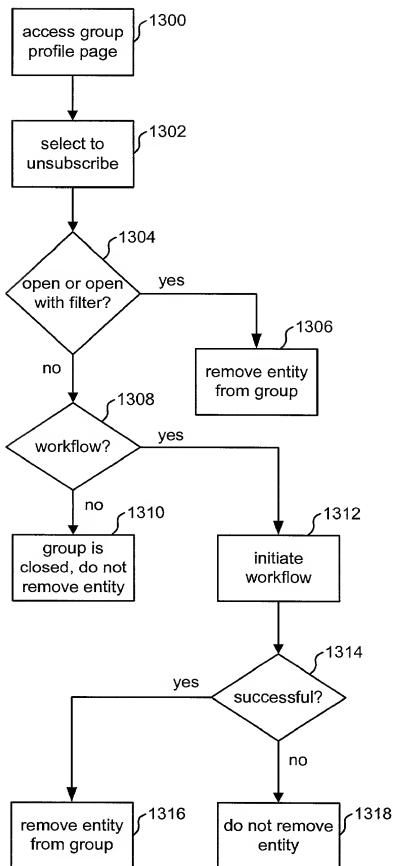 1300
access group
profile page
1302
select to
unsubscribe
1304
open or open
with filter?
yes
no
1306
remove entity
from group
1308
workflow?
yes
no
1310
group is
closed, do not
remove entity
1312
initiate
workflow
1314
successful?
yes
no
1316
remove entity
from group
1318
do not remove
entity